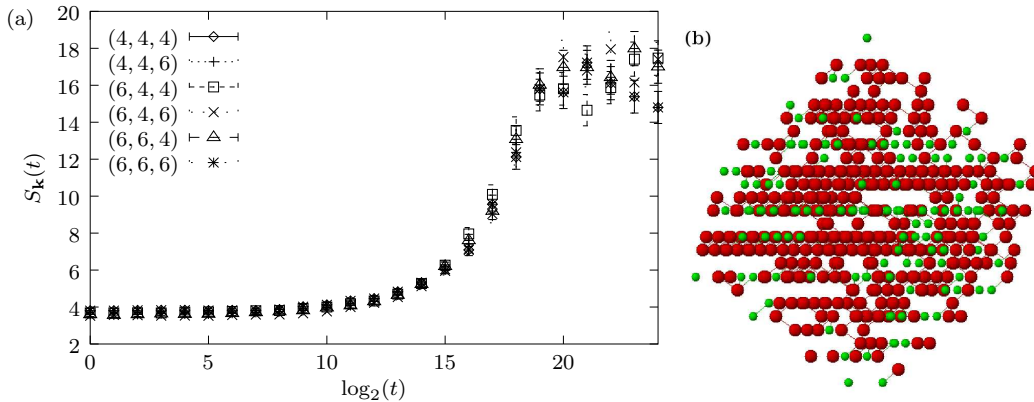 (a)
20
18
16
14
12
10
8
6
4
2
S_k(t)
(4, 4, 4)
(4, 4, 6)
(6, 4, 4)
(6, 4, 6)
(6, 6, 4)
(6, 6, 6)
0 5 10 15 20
log₂(t)
(b)